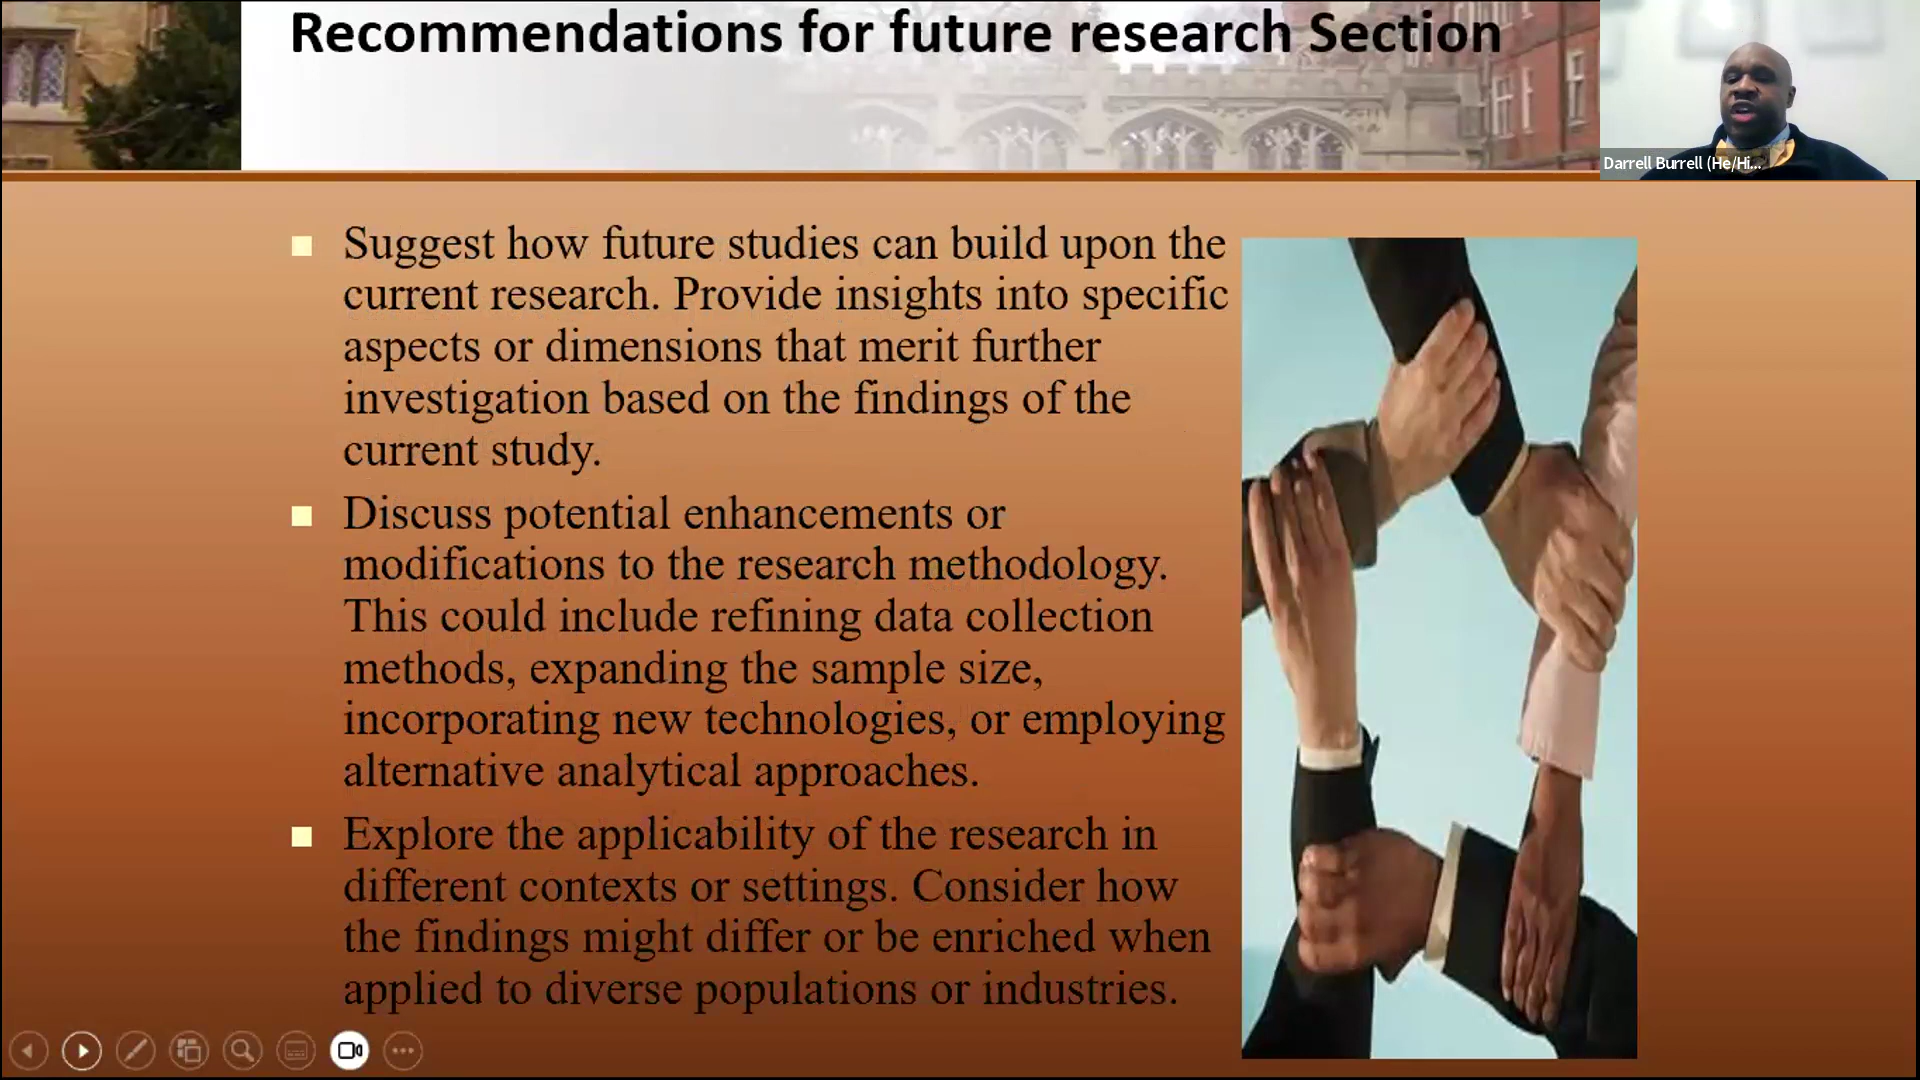 Recommendations for future research Section
Darrell Burrell (He/Hi...
Suggest how future studies can build upon the
current research. Provide insights into specific
aspects or dimensions that merit further
investigation based on the findings of the
current study.
Discuss potential enhancements or
modifications to the research methodology.
This could include refining data collection
methods, expanding the sample size,
incorporating new technologies, or employing
alternative analytical approaches.
Explore the applicability of the research in
different contexts or settings. Consider how
the findings might differ or be enriched when
applied to diverse populations or industries.